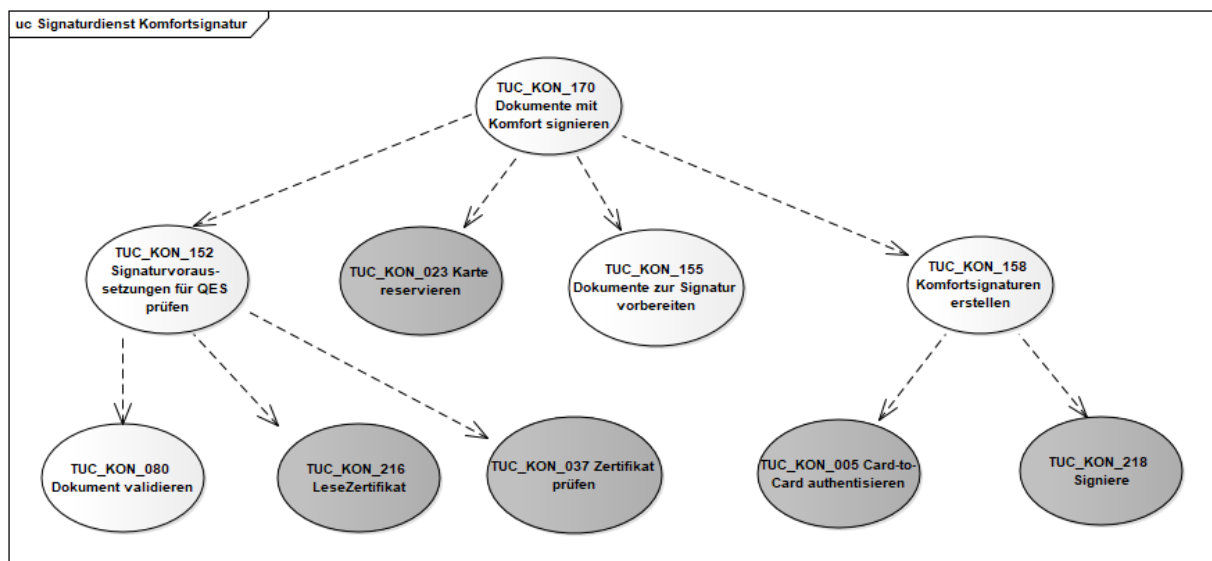 uc Signaturdienst Komfortsignatur
TUC_KON_170
Dokumente mit
Komfort signieren
TUC_KON_152
Signaturvoraus-
setzungen für QES
prüfen
TUC_KON_023 Karte
reservieren
TUC_KON_155
Dokumente zur Signatur
vorbereiten
TUC_KON_158
Komfortsignaturen
erstellen
TUC_KON_080
Dokument validieren
TUC_KON_216
LeseZertifikat
TUC_KON_037 Zertifikat
prüfen
TUC_KON_005 Card-to-
Card authentisieren
TUC_KON_218
Signiere